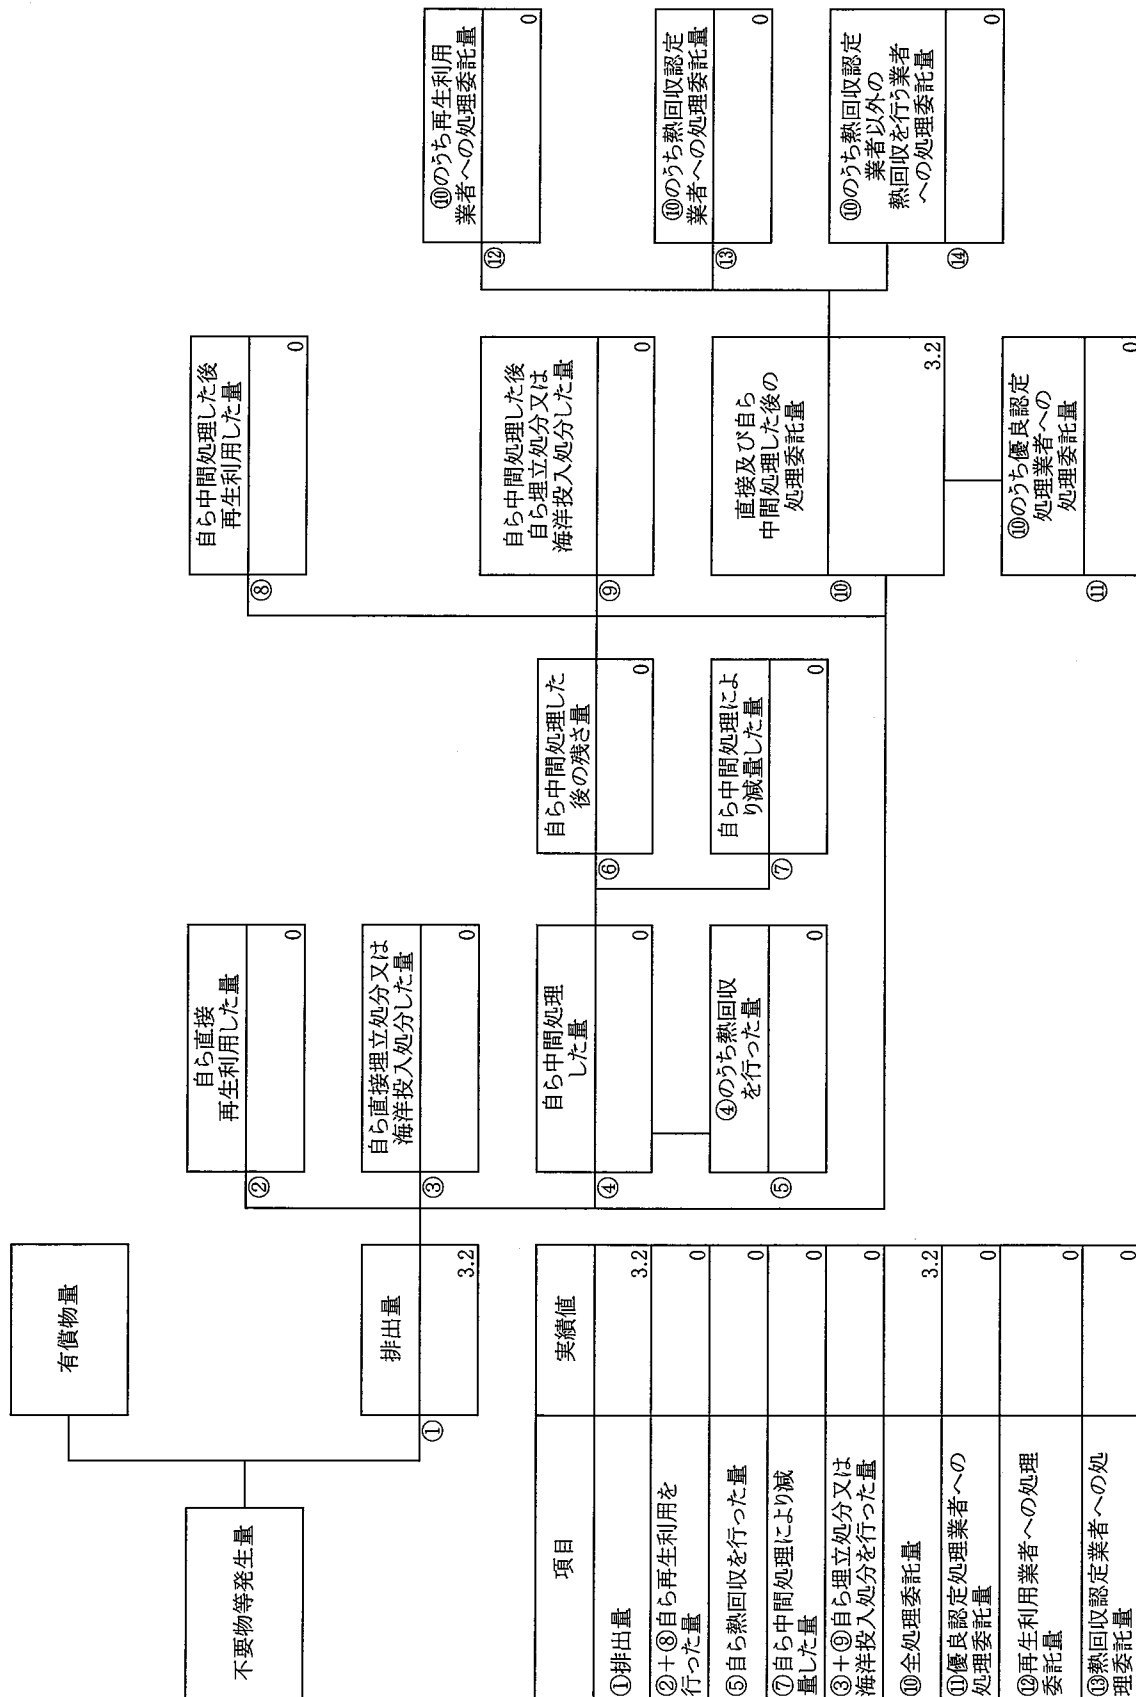 不要物等発生量
有償物量
排出量
①
3.2
自ら直接
再生利用した量
②
0
自ら直接埋立処分又は
海洋投入処分した量
③
0
自ら中間処理
した量
④
0
④のうち熱回収
を行った量
⑤
0
自ら中間処理した
後の残さ量
⑥
0
自ら中間処理によ
り減量した量
⑦
0
自ら中間処理した後
再生利用した量
⑧
0
自ら中間処理した後
自ら埋立処分又は
海洋投入処分した量
⑨
0
直接及び自ら
中間処理した後の
処理委託量
⑩
3.2
⑩のうち優良認定
処理業者への
処理委託量
⑪
0
⑩のうち再生利用
業者への処理委託量
⑫
0
⑩のうち熱回収認定
業者への処理委託量
⑬
0
⑩のうち熱回収認定
業者以外の
熱回収を行う業者
への処理委託量
⑭
0
項目
実績値
①排出量
3.2
②+⑧自ら再生利用を
行った量
0
⑤自ら熱回収を行った量
0
⑦自ら中間処理により減
量した量
0
③+⑨自ら埋立処分又は
海洋投入処分を行った量
0
⑩全処理委託量
3.2
⑪優良認定処理業者への
処理委託量
0
⑫再生利用業者への処理
委託量
0
⑬熱回収認定業者への処
理委託量
0